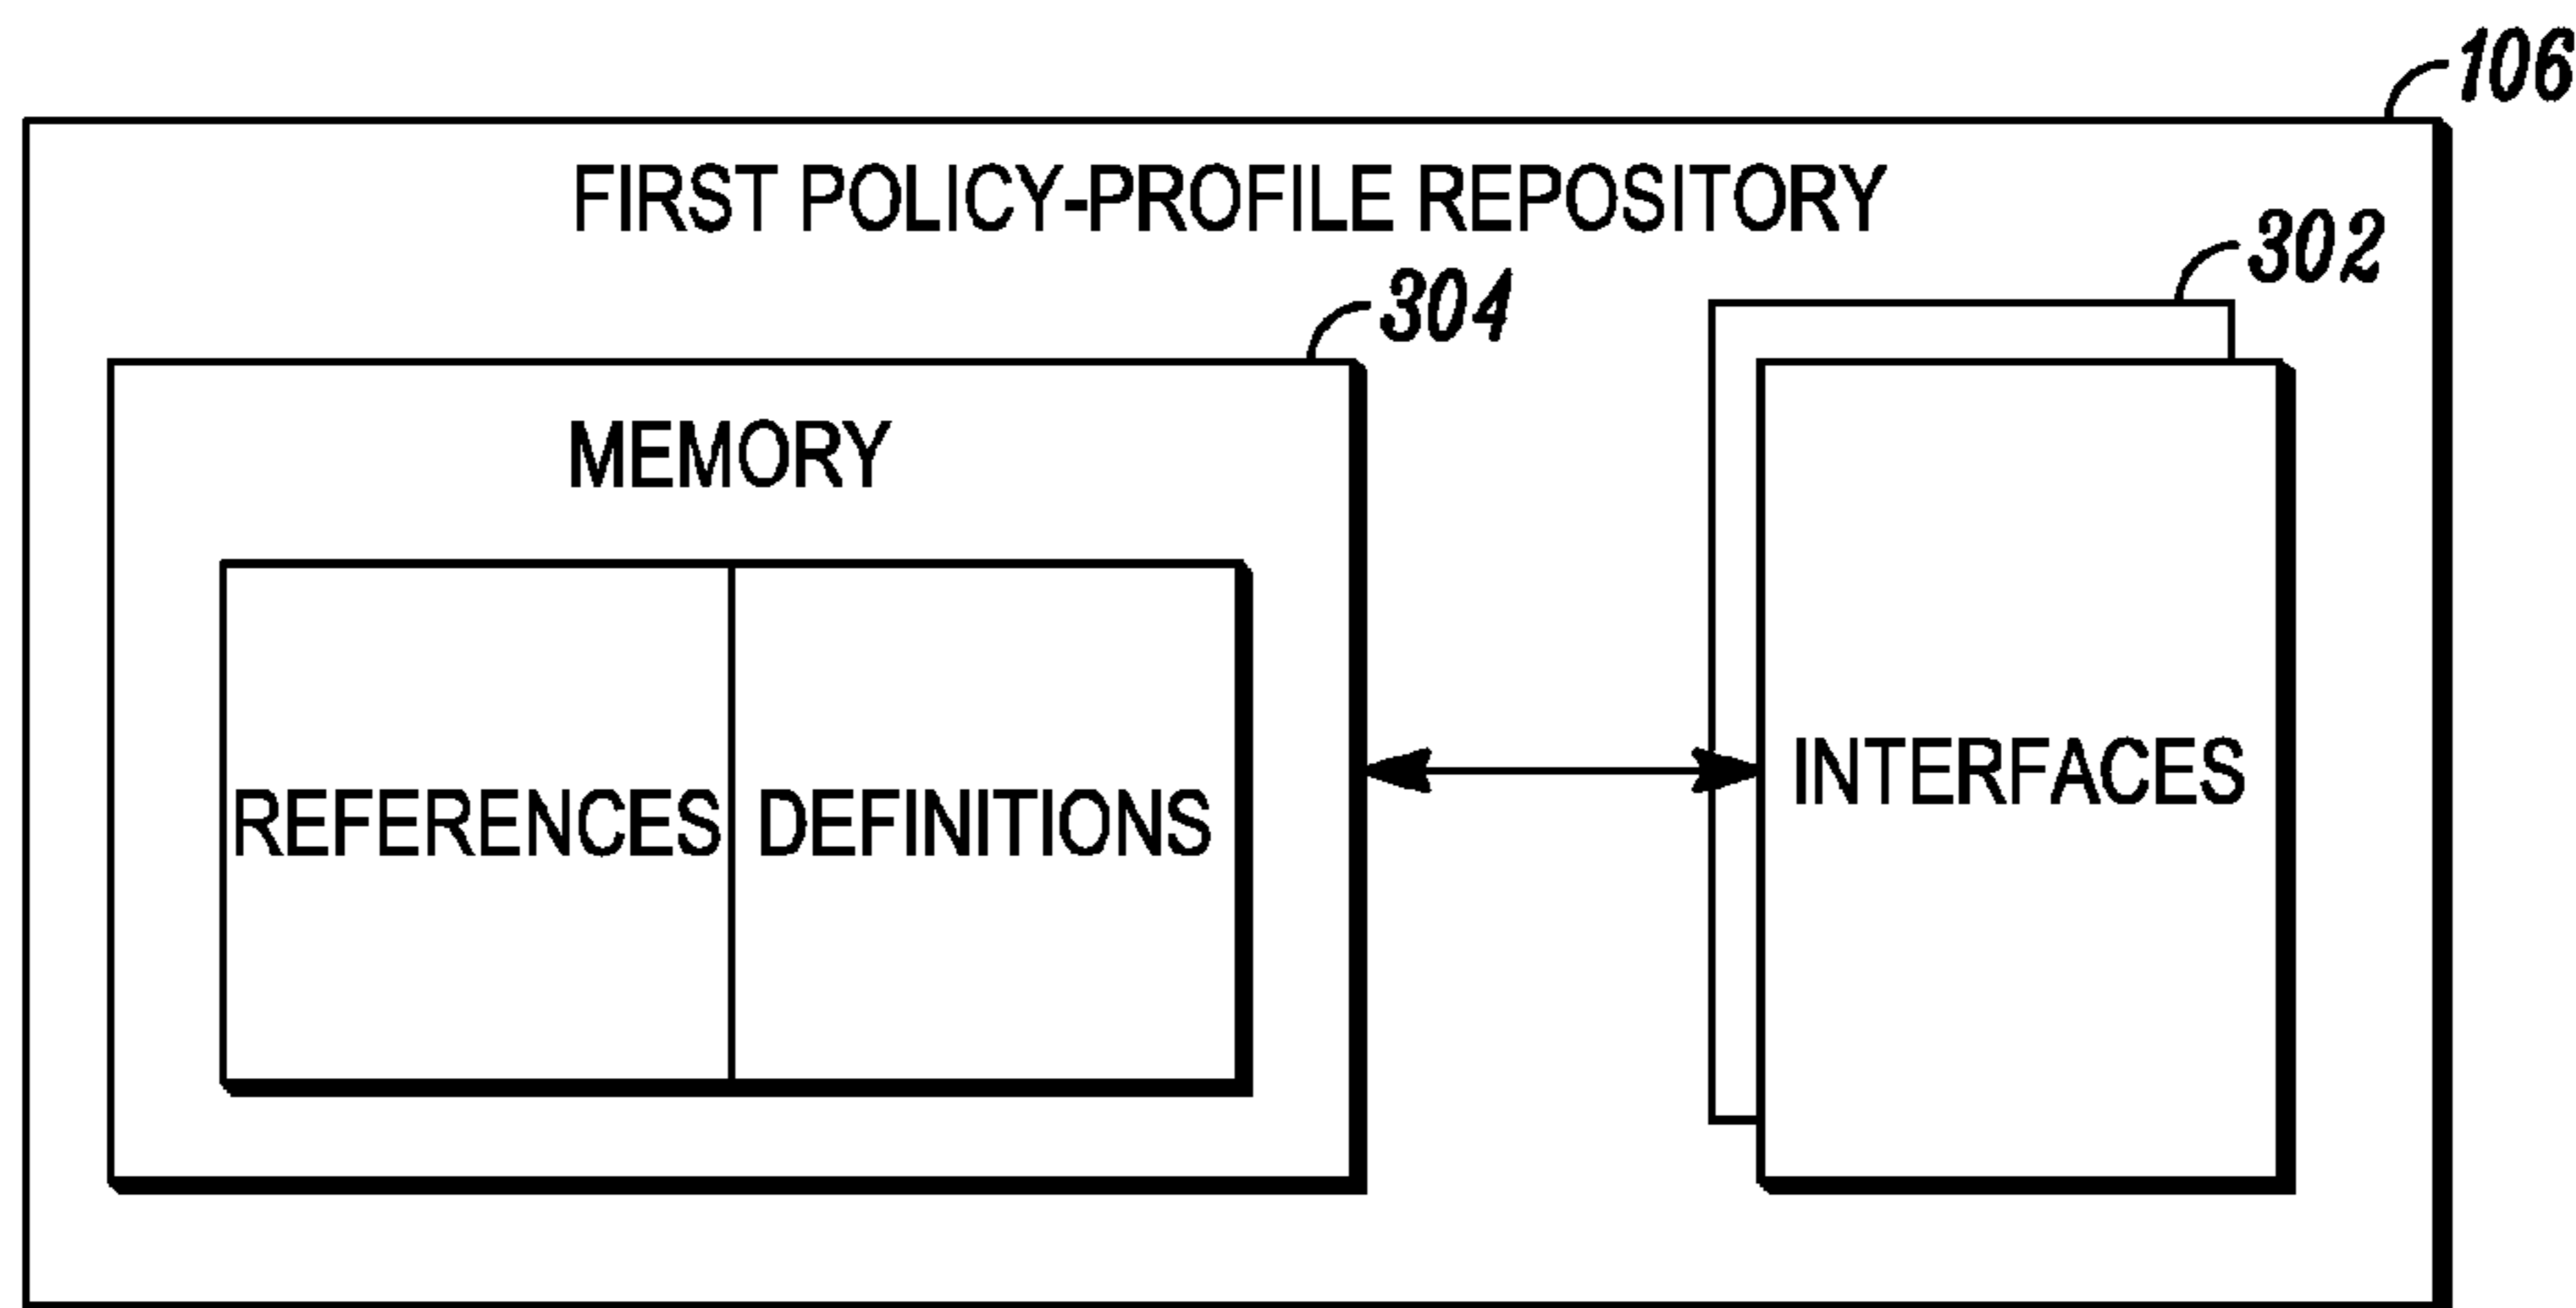 106
FIRST POLICY-PROFILE REPOSITORY
302
304
MEMORY
INTERFACES
REFERENCES DEFINITIONS